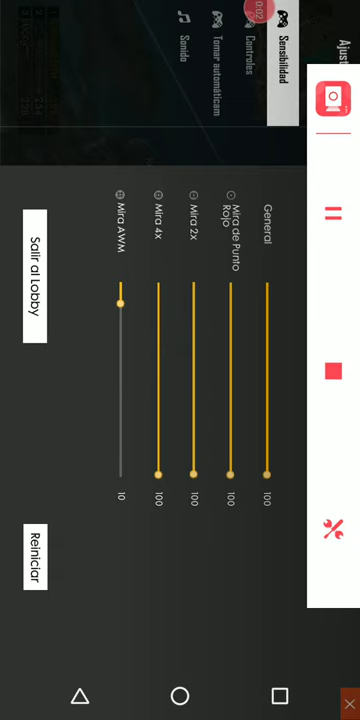 Ajust
0:02
Sensibilidad
Controles
Tomar automáticam
Sonido
General 100
Mira de Punto
Rojo 100
Mira 2x 100
Mira 4x 100
Mira AWM 10
Salir al Lobby
Reiniciar